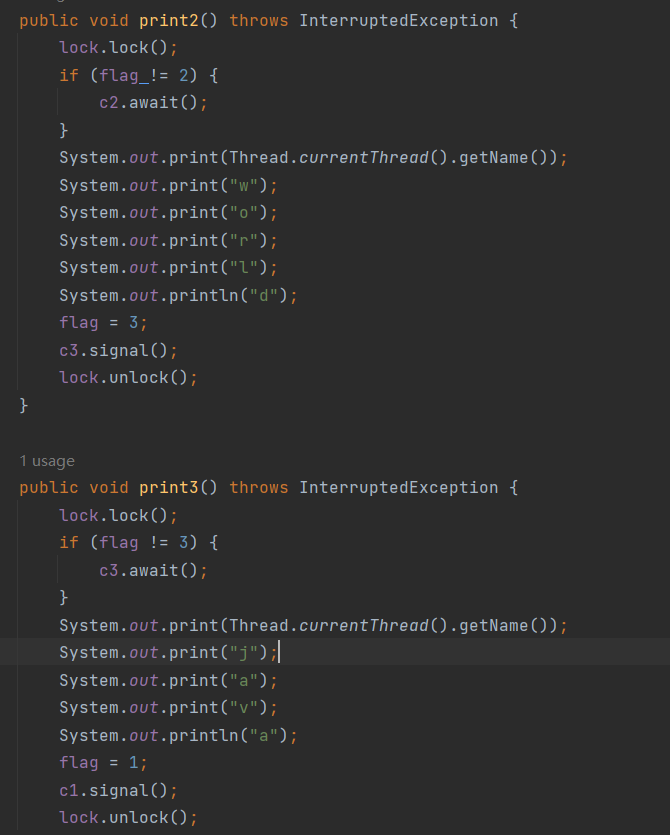 public void print2() throws InterruptedException {
lock.lock();
if (flag_!= 2) {
c2.await();
}
System.out.print(Thread.currentThread().getName());
System.out.print("w");
System.out.print("o");
System.out.print("r");
System.out.print("l");
System.out.println("d");
flag = 3;
c3.signal();
lock.unlock();
}
1 usage
public void print3() throws InterruptedException {
lock.lock();
if (flag != 3) {
c3.await();
}
System.out.print(Thread.currentThread().getName());
System.out.print("j");
System.out.print("a");
System.out.print("v");
System.out.println("a");
flag = 1;
c1.signal();
lock.unlock();